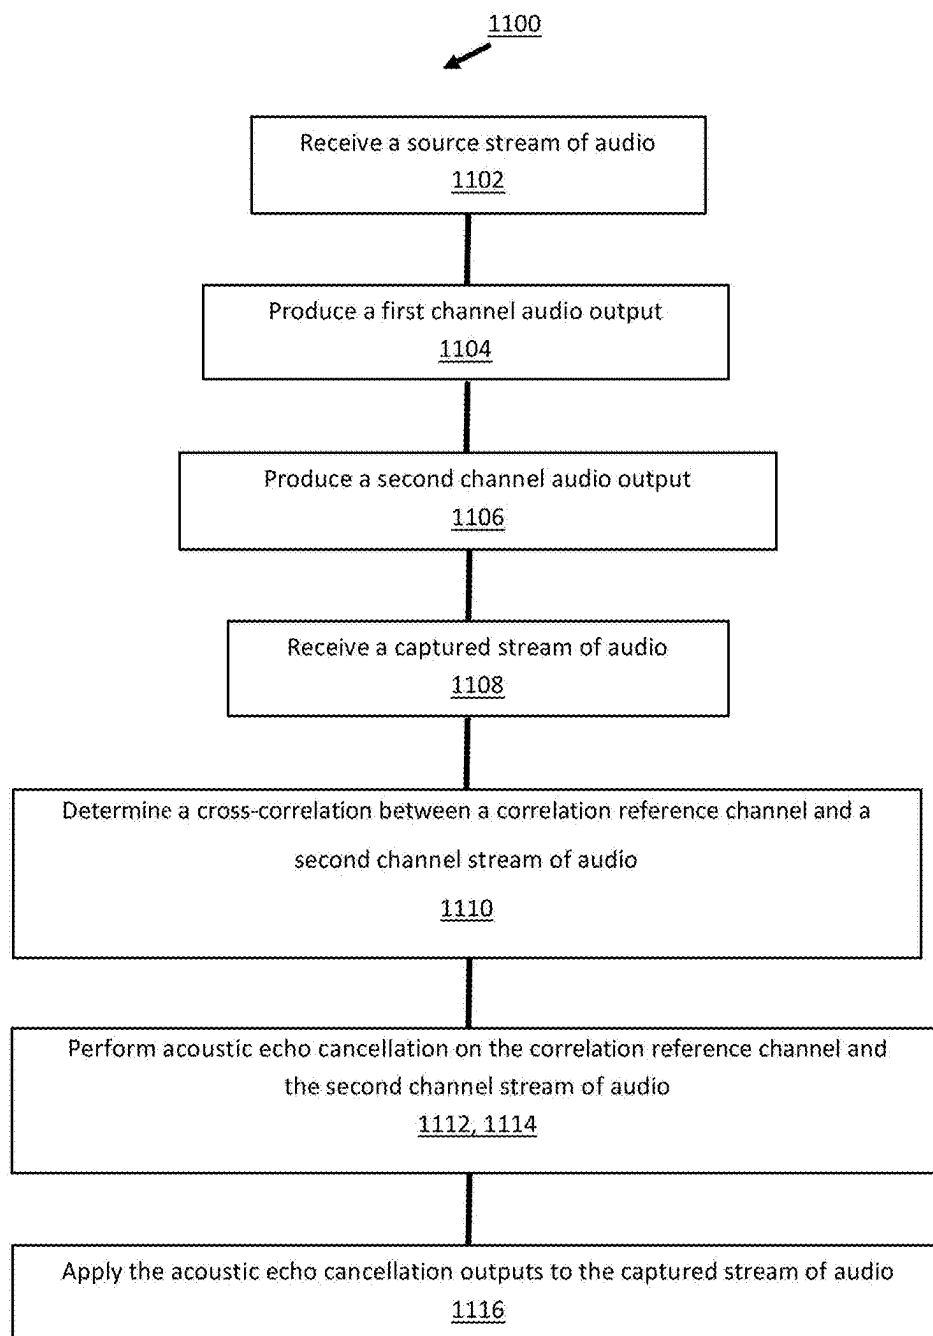 1100
Receive a source stream of audio
1102
Produce a first channel audio output
1104
Produce a second channel audio output
1106
Receive a captured stream of audio
1108
Determine a cross-correlation between a correlation reference channel and a
second channel stream of audio
1110
Perform acoustic echo cancellation on the correlation reference channel and
the second channel stream of audio
1112, 1114
Apply the acoustic echo cancellation outputs to the captured stream of audio
1116